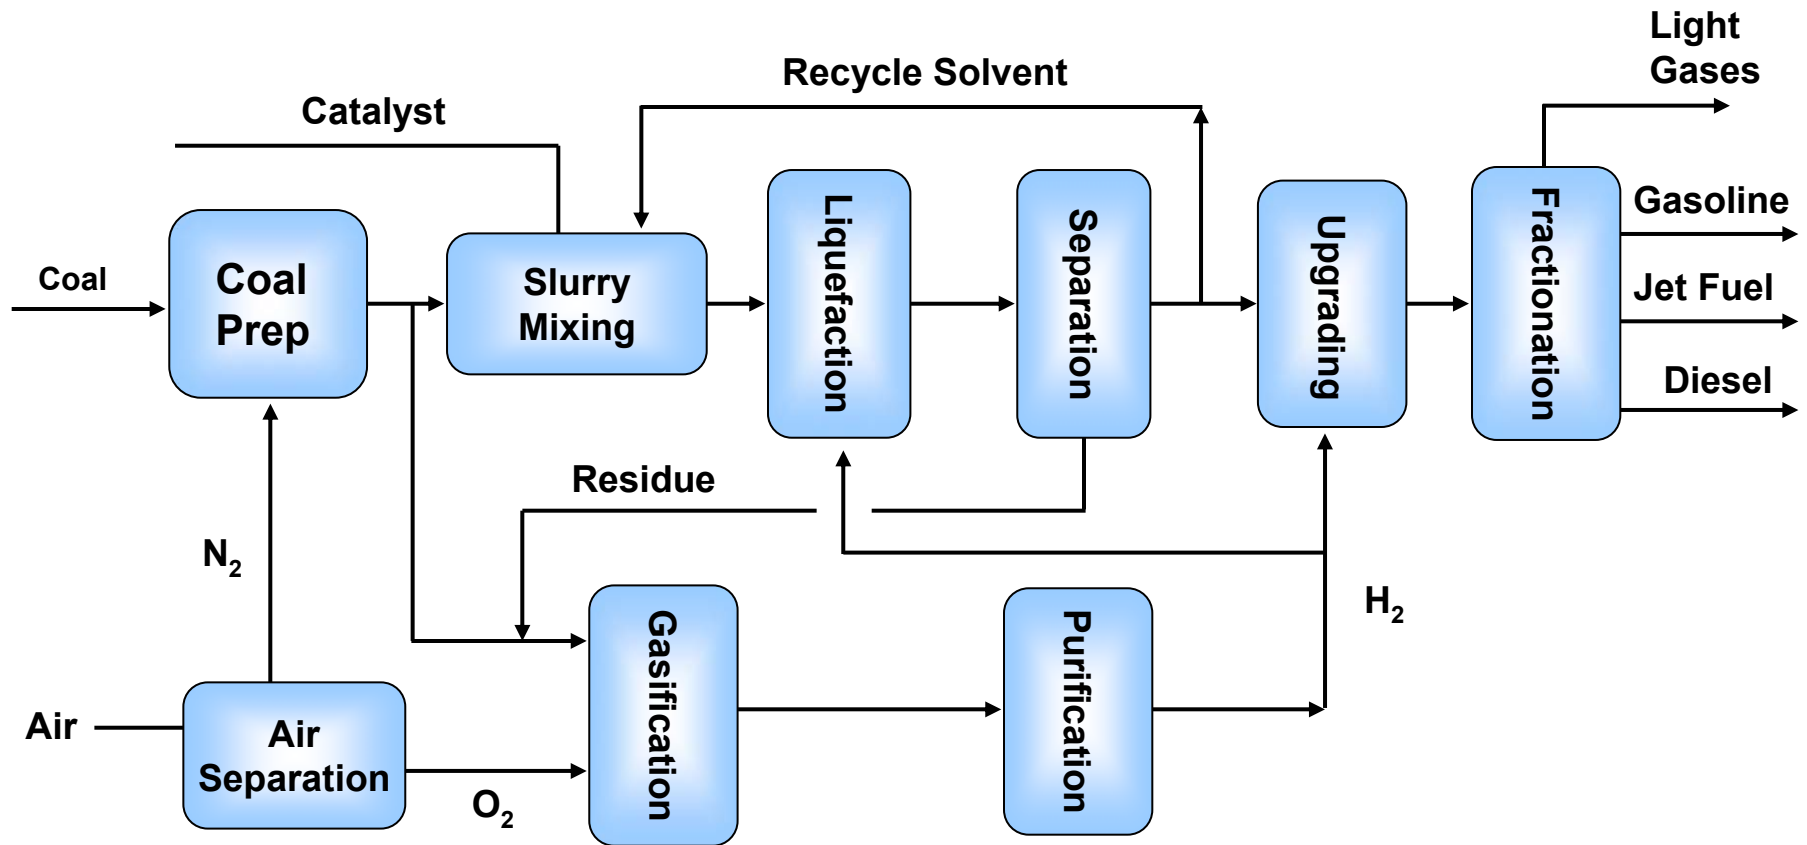 Light
Gases
Recycle Solvent
Catalyst
Gasoline
Coal
Coal
Prep
Slurry
Mixing
Liquefaction
Separation
Upgrading
Fractionation
Jet Fuel
Diesel
Residue
N₂
H₂
Gasification
Purification
Air
Air
Separation
O₂